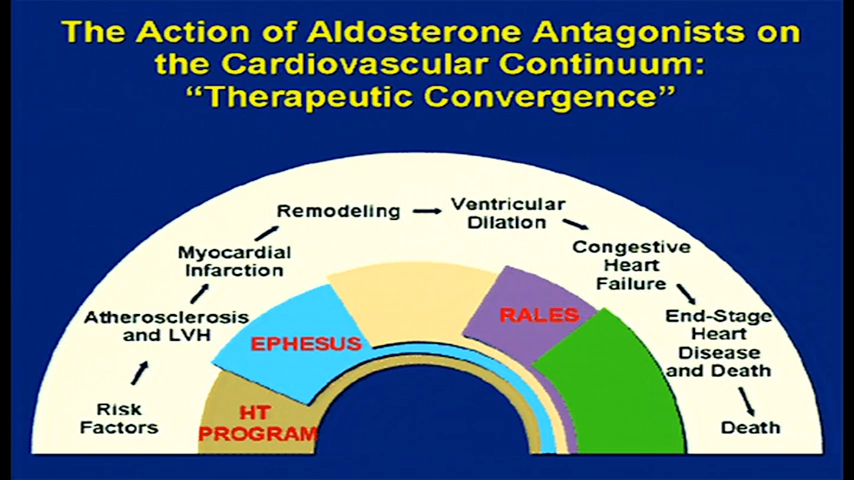 The Action of Aldosterone Antagonists on
the Cardiovascular Continuum:
“Therapeutic Convergence”
Risk
Factors
Atherosclerosis
and LVH
Myocardial
Infarction
Remodeling
Ventricular
Dilation
Congestive
Heart
Failure
End-Stage
Heart
Disease
and Death
Death
HT
PROGRAM
EPHESUS
RALES